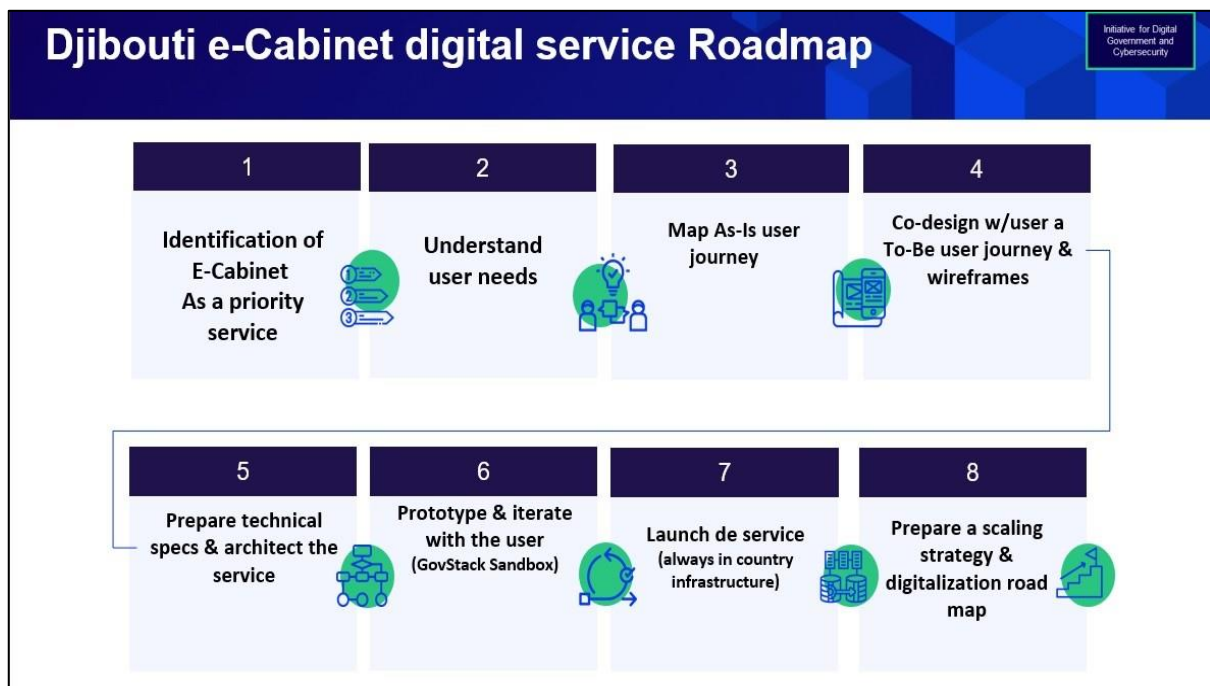 Djibouti e-Cabinet digital service Roadmap
Initiative for Digital
Government and
Cybersecurity
1
Identification of
E-Cabinet
As a priority
service
1
2
3
2
Understand
user needs
3
Map As-Is user
journey
4
Co-design w/user a
To-Be user journey &
wireframes
5
Prepare technical
specs & architect the
service
6
Prototype & iterate
with the user
(GovStack Sandbox)
7
Launch de service
(always in country
infrastructure)
8
Prepare a scaling
strategy &
digitalization road
map